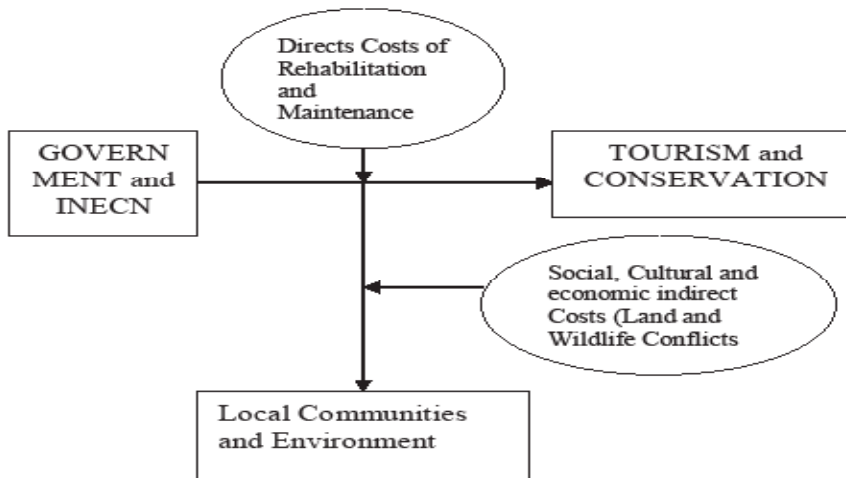 Directs Costs of
Rehabilitation
and
Maintenance
GOVERN
MENT and
INECN
TOURISM and
CONSERVATION
Social, Cultural and
economic indirect
Costs (Land and
Wildlife Conflicts
Local Communities
and Environment